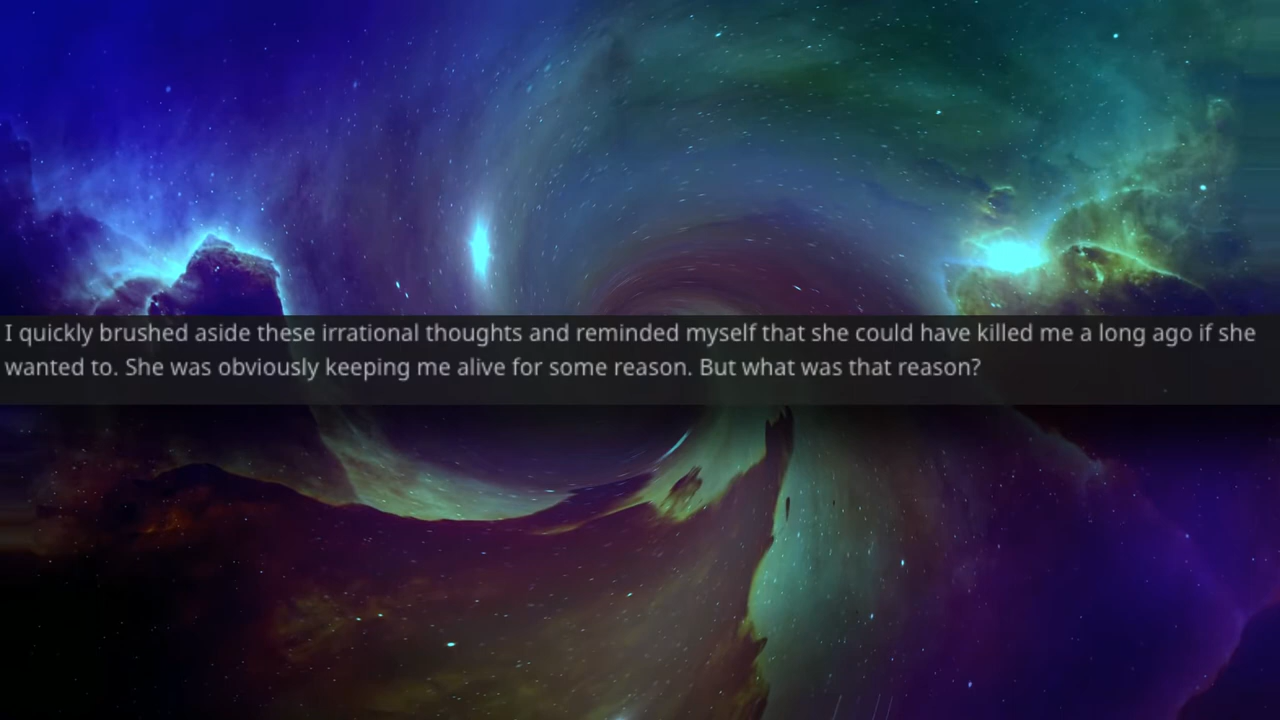 I quickly brushed aside these irrational thoughts and reminded myself that she could have killed me a long ago if she
wanted to. She was obviously keeping me alive for some reason. But what was that reason?